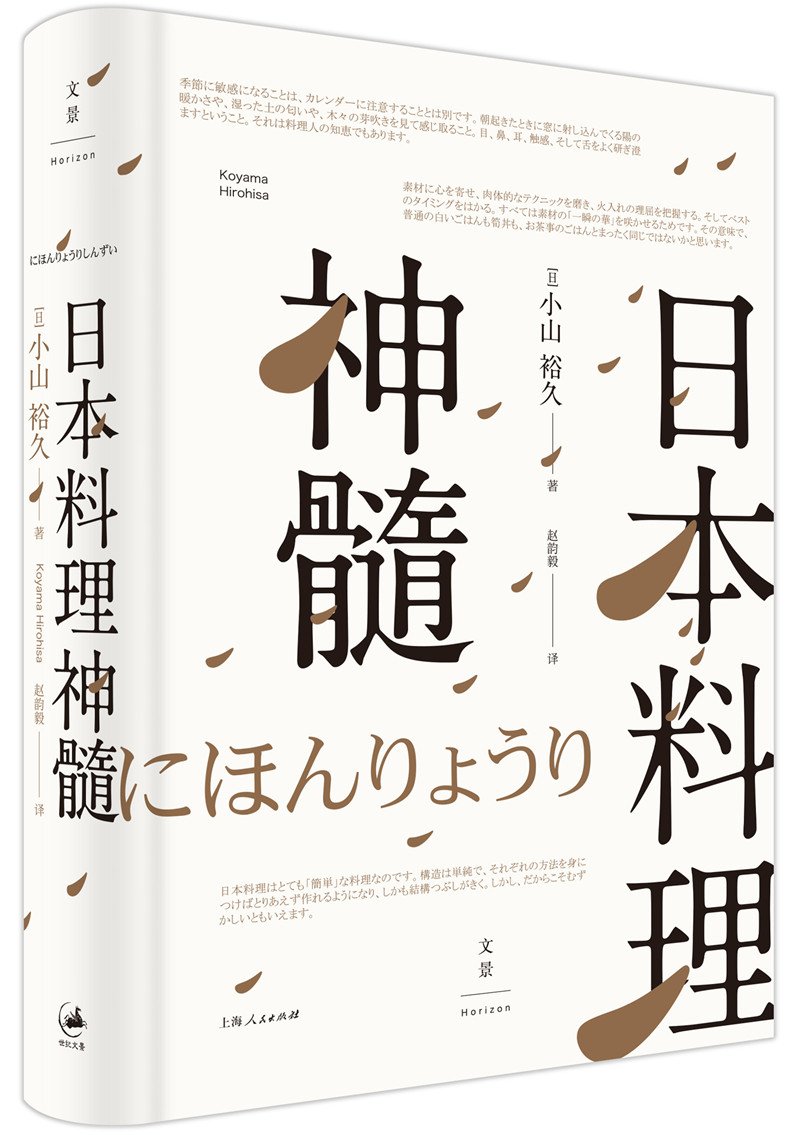 文景
Horizon
にほんりょうりしんずい
日本料理神髓
[日]小山 裕久 著
Koyama Hirohisa
赵韵毅 译
世纪文景
季節に敏感になることは、カレンダーに注意することとは別です。朝起きたときに窓に射し込んでくる陽の
暖かさや、湿った土の匂いや、木々の芽吹きを見て感じ取ること。目、鼻、耳、触感、そして舌をよく研ぎ澄
ますということ。それは料理人の知恵でもあります。
Koyama
Hirohisa
素材に心を寄せ、肉体的なテクニックを磨き、火入れの理屈を把握する。そしてベスト
のタイミングをはかる。すべては素材の「一瞬の華」を咲かせるためです。その意味で、
普通の白いごはんも筍丼も、お茶事のごはんとまったく同じではないかと思います。
日本料理
神髓
[日]小山 裕久 著
赵韵毅 译
にほんりょうり
日本料理はとても「簡単」な料理なのです。構造は単純で、それぞれの方法を身に
つければとりあえず作れるようになり、しかも結構つぶしがきく。しかし、だからこそむず
かしいともいえます。
文景
Horizon
上海人民出版社